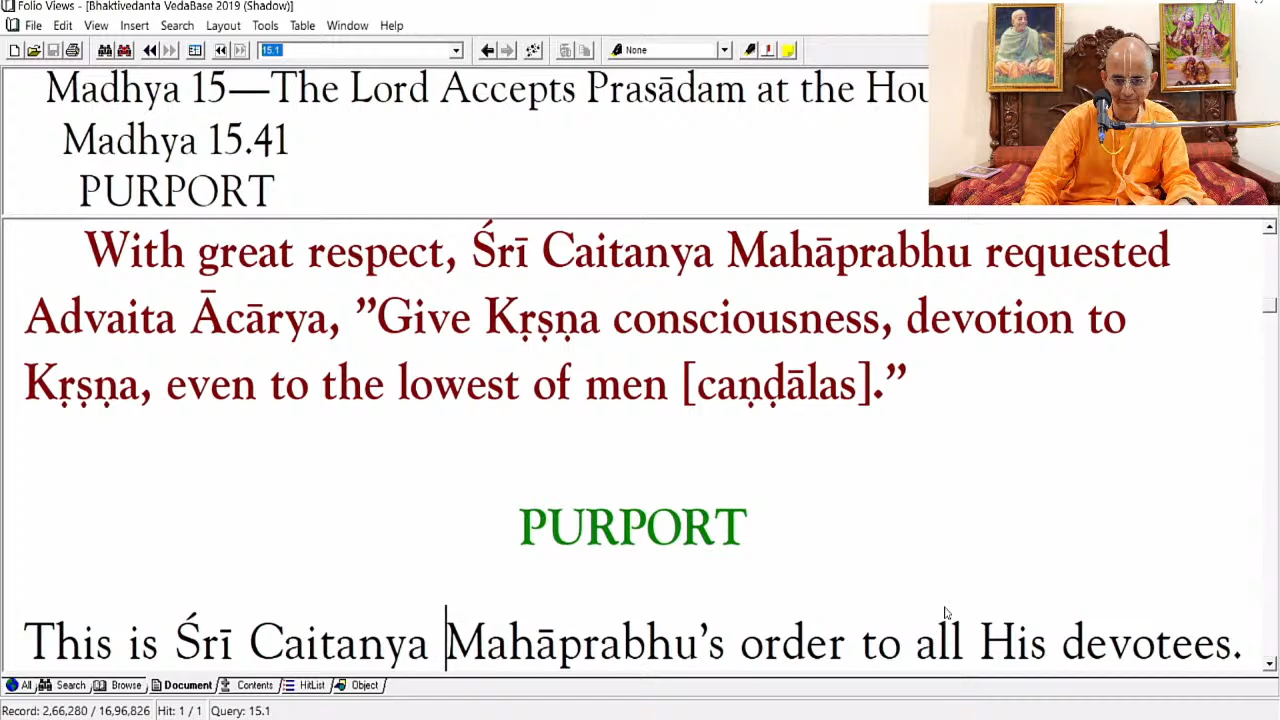 Folio Views - [Bhaktivedanta VedaBase 2019 (Shadow)]
File Edit View Insert Search Layout Tools Table Window Help
15.1 None
Madhya 15—The Lord Accepts Prasādam at the Hou
Madhya 15.41
PURPORT
With great respect, Śrī Caitanya Mahāprabhu requested
Advaita Ācārya, ”Give Kṛṣṇa consciousness, devotion to
Kṛṣṇa, even to the lowest of men [caṇḍālas].”
PURPORT
This is Śrī Caitanya Mahāprabhu’s order to all His devotees.
All Search Browse Document Contents HitList Object
Record: 2,66,280 / 16,96,826 Hit: 1 / 1 Query: 15.1